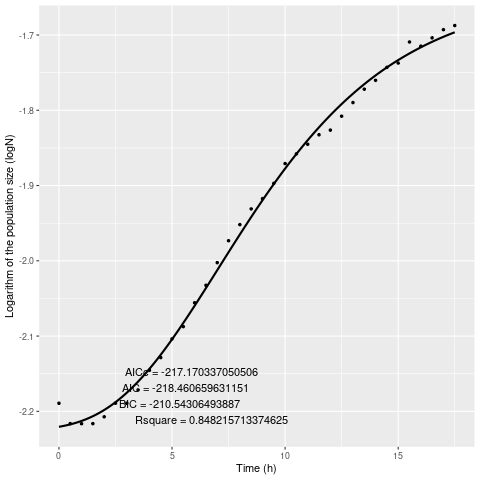 Logarithm of the population size (logN)
-1.7
-1.8
-1.9
-2.0
-2.1
-2.2
AICc = -217.170337050506
AIC = -218.460659631151
BIC = -210.54306493887
Rsquare = 0.848215713374625
0 5 10 15
Time (h)